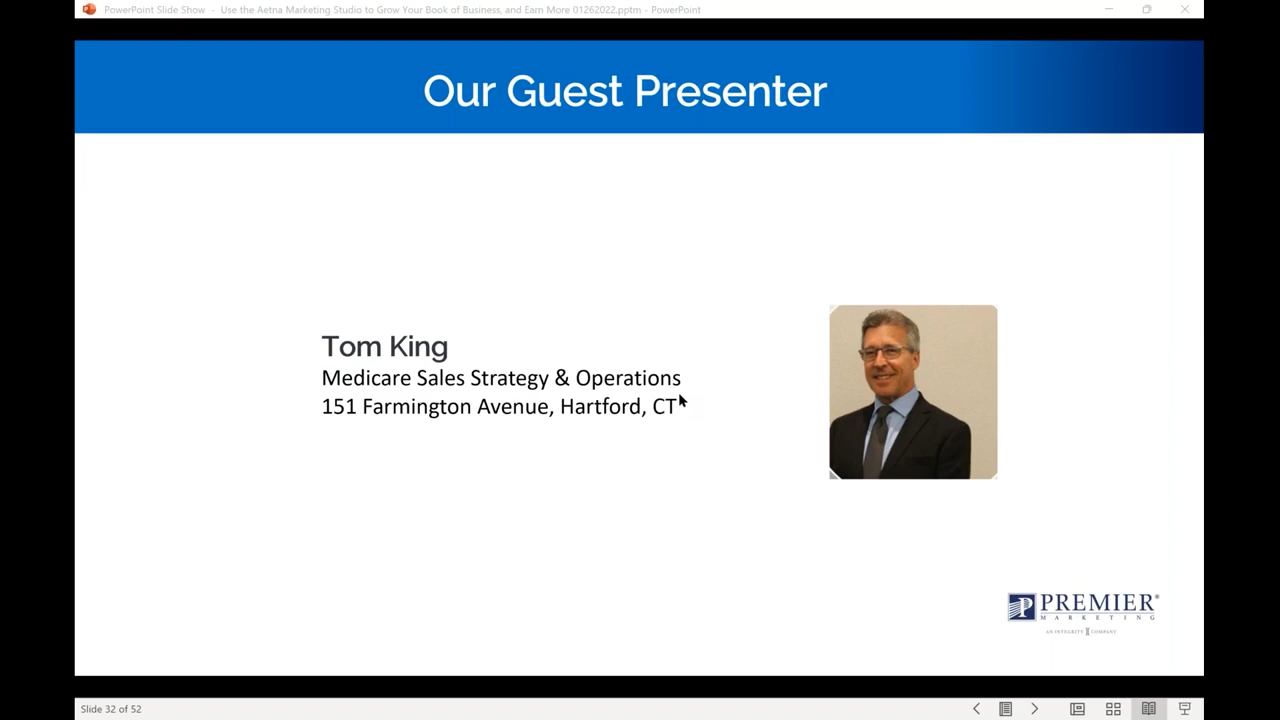 PowerPoint Slide Show - Use the Aetna Marketing Studio to Grow Your Book of Business, and Earn More 01262022.pptm - PowerPoint
Our Guest Presenter
Tom King
Medicare Sales Strategy & Operations
151 Farmington Avenue, Hartford, CT
PREMIER®
MARKETING
AN INTEGRITY COMPANY
Slide 32 of 52